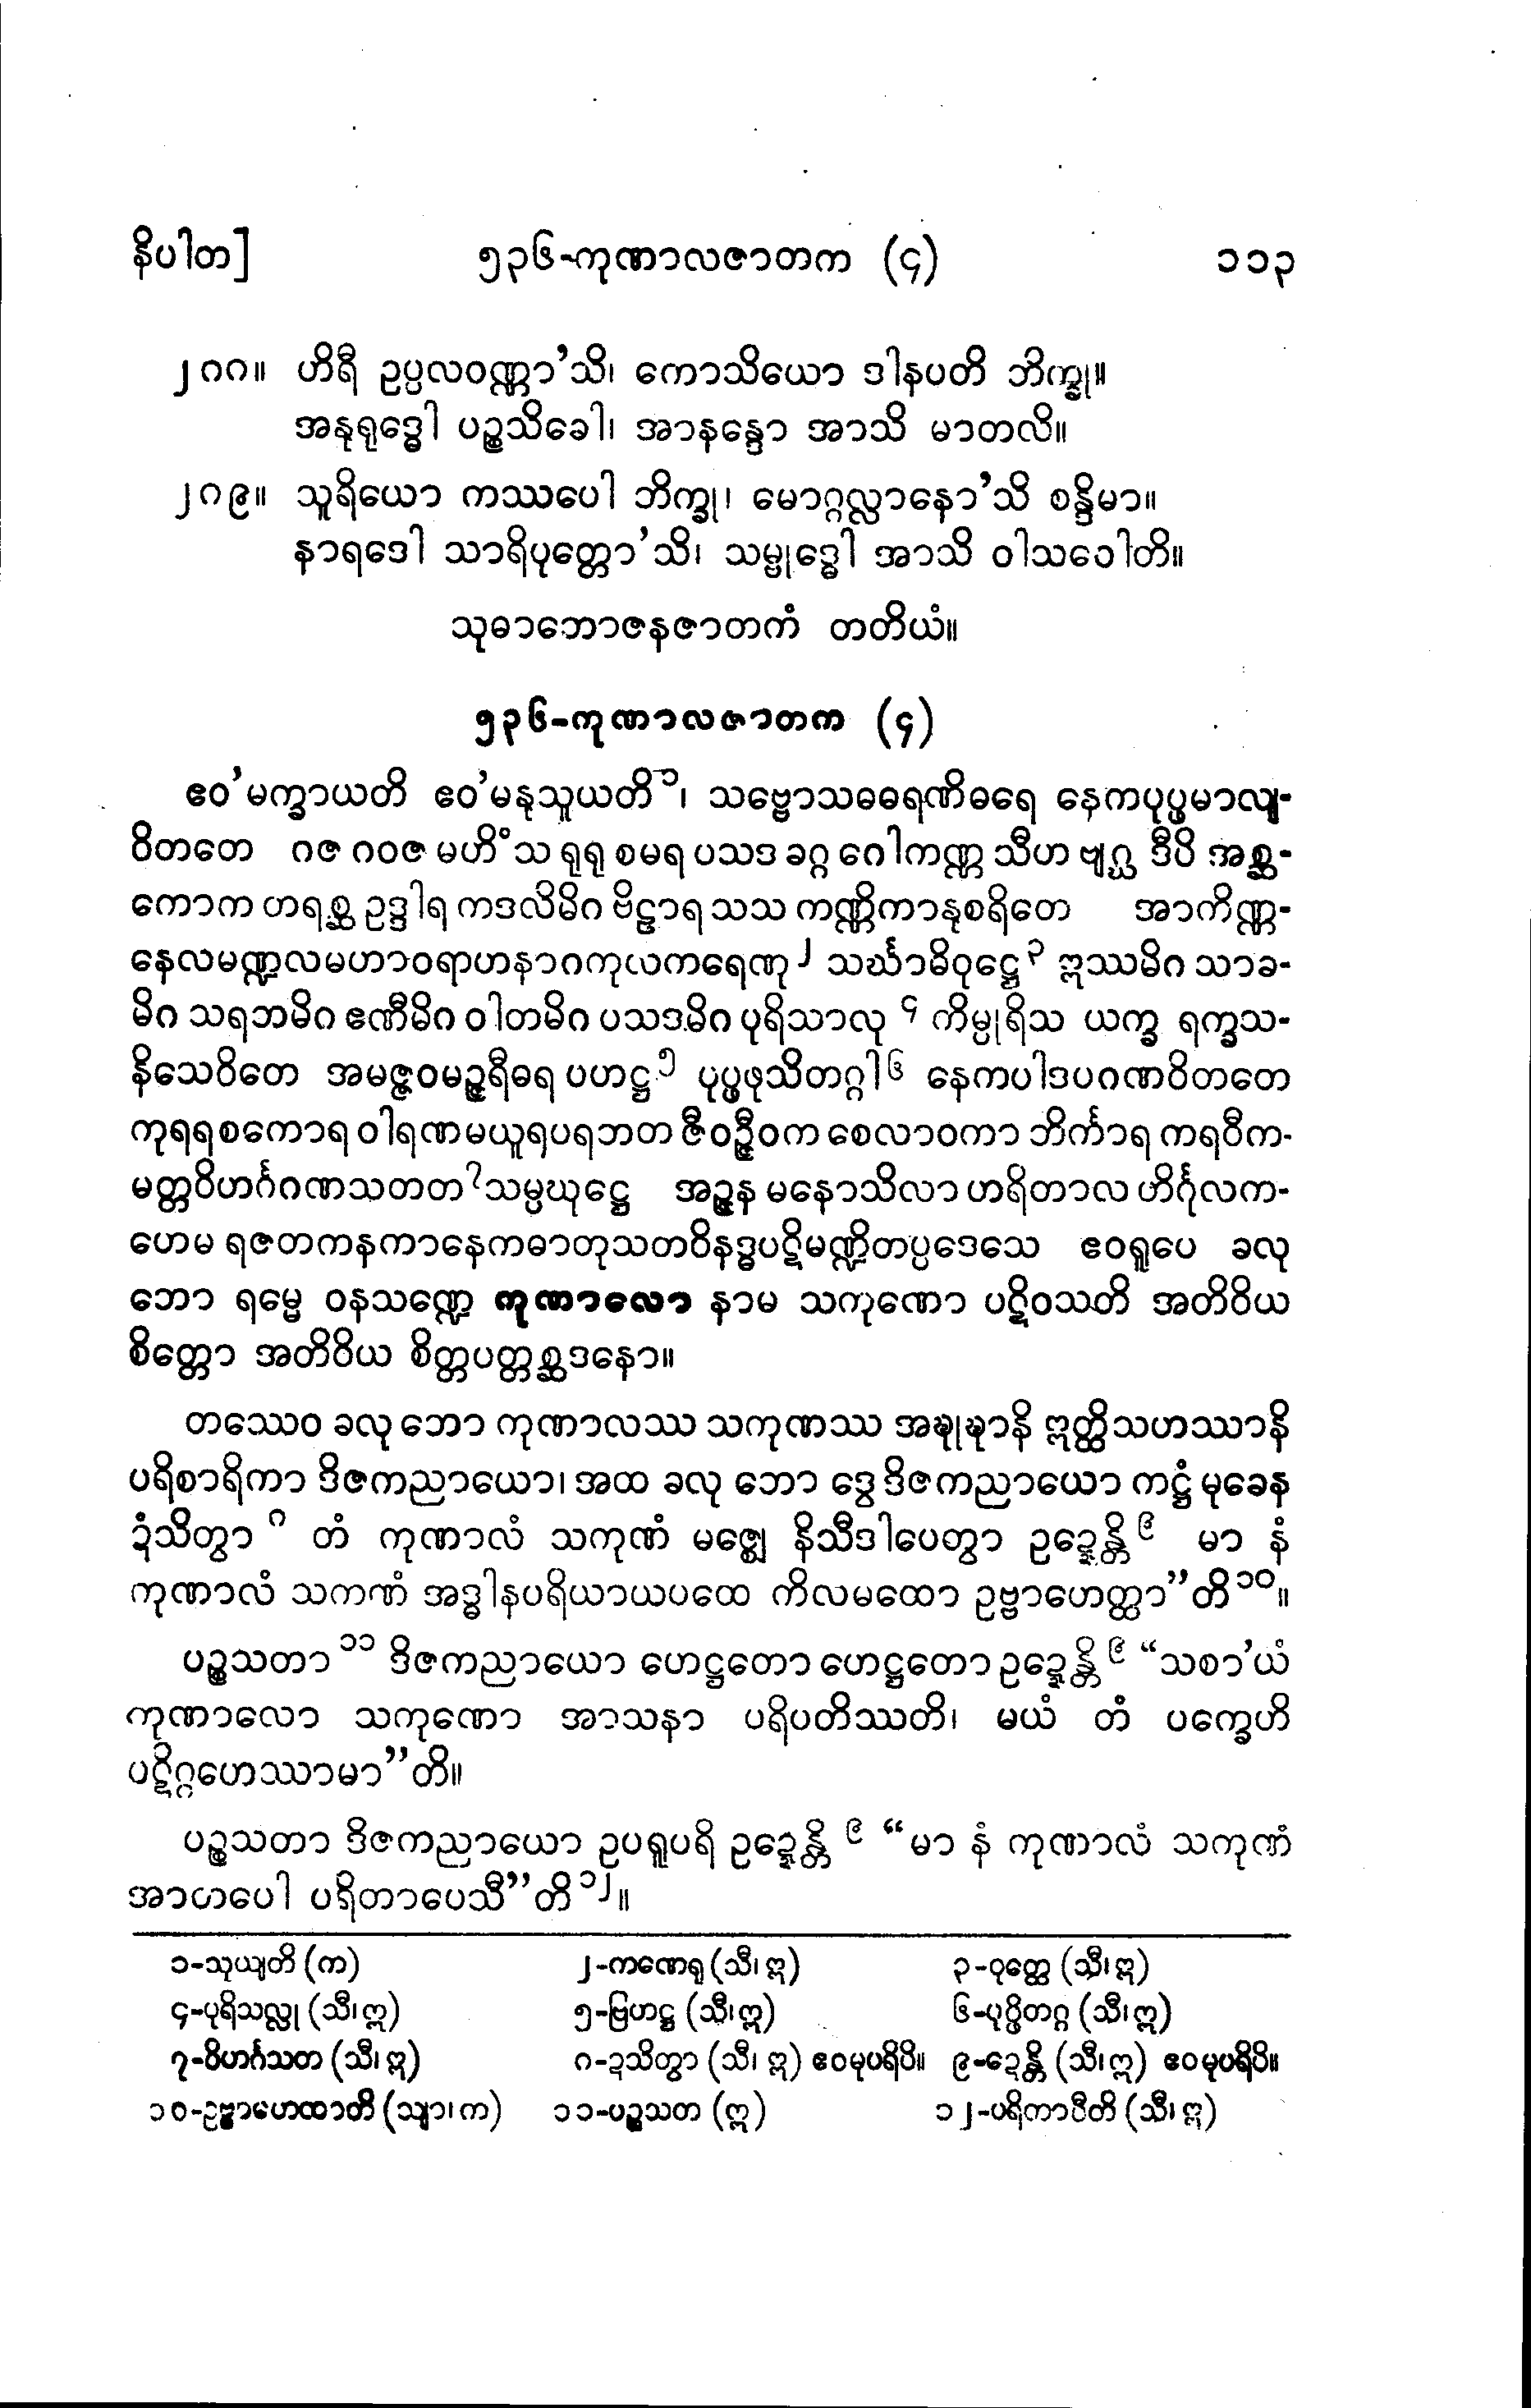 နိပါတ] ၅၃၆-ကုဏာလဇာတက (၄) ၁၁၃
၂၈၈။ ဟိရီ ဥပ္ပလဝဏ္ဏာ’သိ၊ ကောသိယော ဒါနပတိ ဘိက္ခု။
အနုရုဒ္ဓေါ ပဉ္စသိခေါ၊ အာနန္ဒော အာသိ မာတလိ။
၂၈၉။ သူရိယော ကဿပေါ ဘိက္ခု၊ မောဂ္ဂလ္လာနော’သိ စန္ဒိမာ။
နာရဒေါ သာရိပုတ္တော’သိ၊ သမ္ဗုဒ္ဓေါ အာသိ ဝါသဝေါတိ။
သုဓာဘောဇနဇာတကံ တတိယံ။
၅၃၆-ကုဏာလဇာတက (၄)
ဧဝ’မက္ခာယတိ ဧဝ’မနုသူယတိ ၁၊ သဗ္ဗောသဓဓရဏိဓရေ နေကပုပ္ဖမာလျ-
ဝိတတေ ဂဇ ဂဝဇ မဟိံသ ရုရု စမရ ပသဒ ခဂ္ဂ ဂေါကဏ္ဏ သီဟ ဗျဂ္ဃ ဒီပိ အစ္ဆ-
ကောက တရစ္ဆ ဥဒ္ဒါရ ကဒလိမိဂ ဗိဠာရ သသ ကဏ္ဏိကာနုစရိတေ အာကိဏ္ဏ-
နေလမဏ္ဍလမဟာဝရာဟနာဂကုလကရေဏု ၂ သင်္ဃာဓိဝုဋ္ဌေ ၃ ဣဿမိဂ သာခ-
မိဂ သရဘမိဂ ဧဏီမိဂ ဝါတမိဂ ပသဒမိဂ ပုရိသာလု ၄ ကိမ္ပုရိသ ယက္ခ ရက္ခသ-
နိသေဝိတေ အမဇ္ဇဝမဉ္ဇရီဓရ ပဟဋ္ဌ ၅ ပုပ္ဖဖုသိတဂ္ဂါ ၆ နေကပါဒပဂဏဝိတတေ
ကုရရစကောရ ဝါရဏမယူရပရဘတ ဇီဝဉ္ဇီဝက စေလာဝကာ ဘိင်္ကာရ ကရဝီက-
မတ္တဝိဟင်္ဂဂဏသတတ ၇ သမ္ပဃုဋ္ဌေ အဉ္ဇန မနောသိလာ ဟရိတာလ ဟိင်္ဂုလက-
ဟေမ ရဇတကနကာနေကဓာတုသတဝိနဒ္ဓပဋိမဏ္ဍိတပ္ပဒေသေ ဧဝရူပေ ခလု
ဘော ရမ္မေ ဝနသဏ္ဍေ ကုဏာလော နာမ သကုဏော ပဋိဝသတိ အတိဝိယ
စိတ္တော အတိဝိယ စိတ္တပတ္တစ္ဆဒနော။
တဿေဝ ခလု ဘော ကုဏာလဿ သကုဏဿ အဍ္ဎုဍ္ဎာနိ ဣတ္ထိသဟဿာနိ
ပရိစာရိကာ ဒိဇကညာယော၊ အထ ခလု ဘော ဒွေ ဒိဇကညာယော ကဋ္ဌံ မုခေန
ဍံသိတွာ ၈ တံ ကုဏာလံ သကုဏံ မဇ္ဈေ နိသီဒါပေတွာ ဥဍ္ဍေန္တိ ၉ မာ နံ
ကုဏာလံ သကဏံ အဒ္ဓါနပရိယာယပထေ ကိလမထော ဥဗ္ဗာဟေတ္ထာ”တိ ၁၀။
ပဉ္စသတာ ၁၁ ဒိဇကညာယော ဟေဋ္ဌတော ဟေဋ္ဌတော ဥဍ္ဍေန္တိ ၉ “သစာ’ယံ
ကုဏာလော သကုဏော အာသနာ ပရိပတိဿတိ၊ မယံ တံ ပက္ခေဟိ
ပဋိဂ္ဂဟေဿာမာ”တိ။
ပဉ္စသတာ ဒိဇကညာယော ဥပရူပရိ ဥဍ္ဍေန္တိ ၉ “မာ နံ ကုဏာလံ သကုဏံ
အာတပေါ ပရိတာပေသီ”တိ ၁၂။
၁-သုယျတိ (က) ၂-ကဏေရု (သီ၊ ဣ) ၃-ဝုတ္ထေ (သီ၊ ဣ)
၄-ပုရိသလ္လု (သီ၊ ဣ) ၅-ဗြဟဋ္ဌ (သီ၊ ဣ) ၆-ပုပ္ဖိတဂ္ဂ (သီ၊ ဣ)
၇-ဝိဟင်္ဂသတ (သီ၊ ဣ) ၈-ဍသိတွာ (သီ၊ ဣ) ဧဝမုပရိပိ။ ၉-ဍေန္တိ (သီ၊ ဣ) ဧဝမုပရိပိ။
၁၀-ဥဗ္ဗာဟေထာတိ (သျာ၊ က) ၁၁-ပဉ္စသတ (ဣ) ၁၂-ပရိကာပီတိ (သီ၊ ဣ)